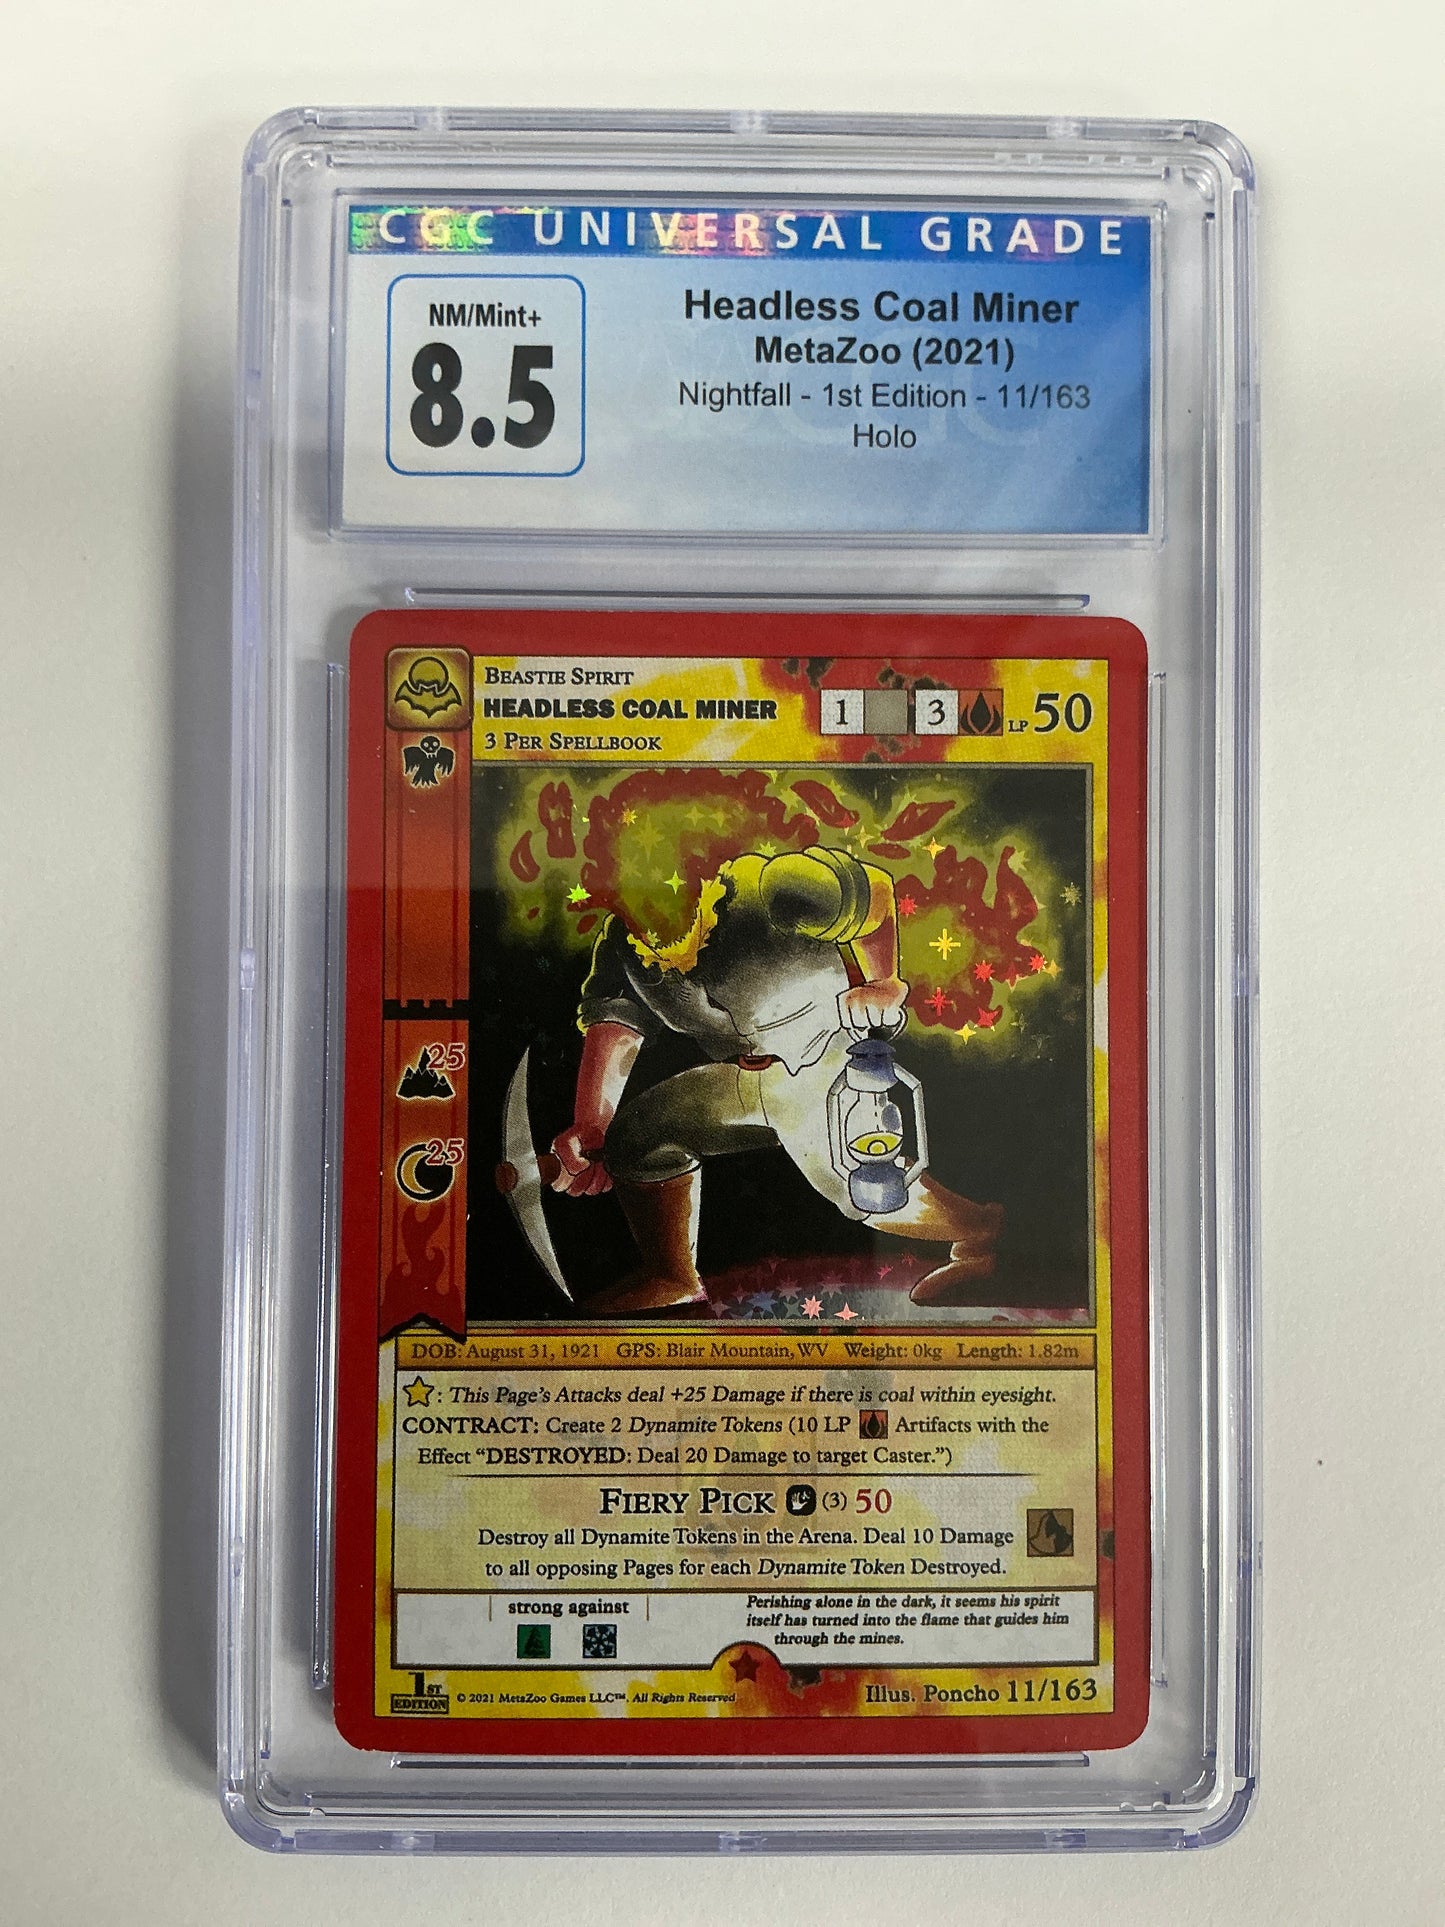 CGC UNIVERSAL GRADE
NM/Mint+
8.5
Headless Coal Miner
MetaZoo (2021)
Nightfall - 1st Edition - 11/163
Holo
BEASTIE SPIRIT
HEADLESS COAL MINER
3 PER SPELLBOOK
1 3 LP 50
25
25
DOB: August 31, 1921 GPS: Blair Mountain, WV Weight: 0kg Length: 1.82m
: This Page's Attacks deal +25 Damage if there is coal within eyesight.
CONTRACT: Create 2 Dynamite Tokens (10 LP Artifacts with the
Effect "DESTROYED: Deal 20 Damage to target Caster.")
FIERY PICK (3) 50
Destroy all Dynamite Tokens in the Arena. Deal 10 Damage
to all opposing Pages for each Dynamite Token Destroyed.
strong against
Perishing alone in the dark, it seems his spirit
itself has turned into the flame that guides him
through the mines.
1ST
EDITION
© 2021 MetaZoo Games LLC™. All Rights Reserved
Illus. Poncho 11/163